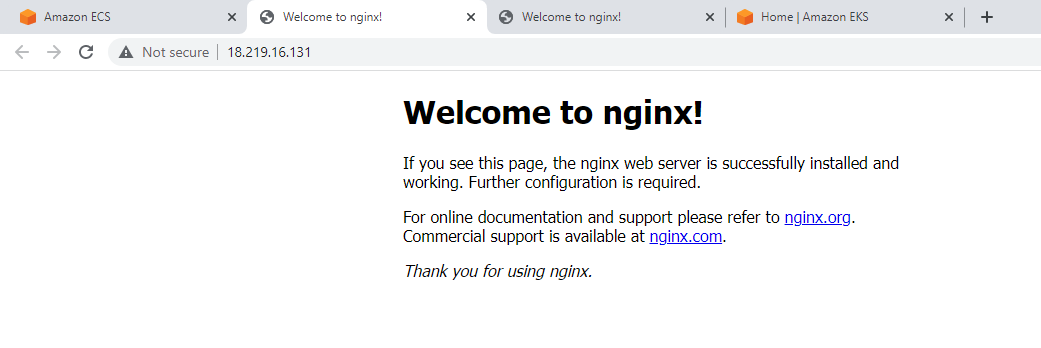 Amazon ECS
Welcome to nginx!
Welcome to nginx!
Home | Amazon EKS
Not secure | 18.219.16.131
Welcome to nginx!
If you see this page, the nginx web server is successfully installed and
working. Further configuration is required.
For online documentation and support please refer to nginx.org.
Commercial support is available at nginx.com.
Thank you for using nginx.